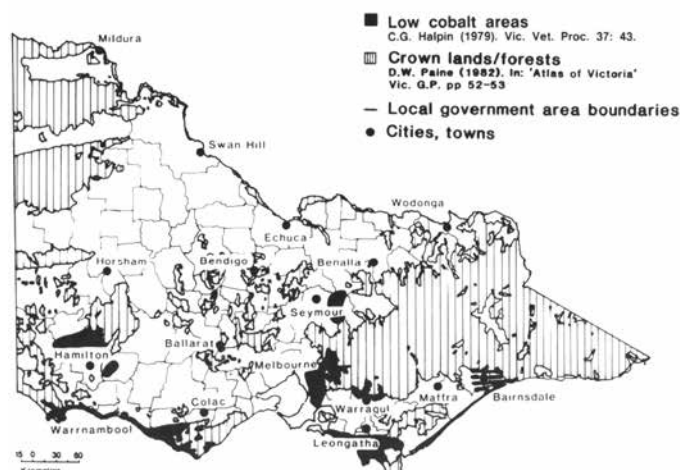 Low cobalt areas
C.G. Halpin (1979). Vic. Vet. Proc. 37: 43.
Crown lands/forests
D.W. Paine (1982). In: 'Atlas of Victoria'
Vic. G.P. pp 52-53
Local government area boundaries
Cities, towns
Mildura
Swan Hill
Wodonga
Echuca
Horsham
Bendigo
Benalla
Seymour
Hamilton
Ballarat
Melbourne
Colac
Warragul
Maffra
Bairnsdale
Warrnambool
Leongatha
15 0 30 60
Kilometres